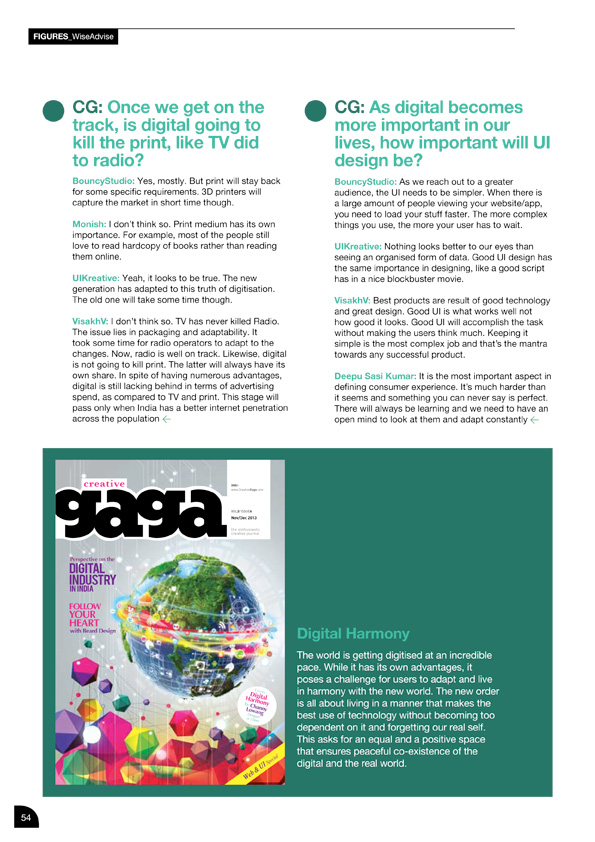 FIGURES_WiseAdvise
CG: Once we get on the
track, is digital going to
kill the print, like TV did
to radio?
BouncyStudio: Yes, mostly. But print will stay back
for some specific requirements. 3D printers will
capture the market in short time though.
Monish: I don't think so. Print medium has its own
importance. For example, most of the people still
love to read hardcopy of books rather than reading
them online.
UIKreative: Yeah, it looks to be true. The new
generation has adapted to this truth of digitisation.
The old one will take some time though.
VisakhV: I don't think so. TV has never killed Radio.
The issue lies in packaging and adaptability. It
took some time for radio operators to adapt to the
changes. Now, radio is well on track. Likewise, digital
is not going to kill print. The latter will always have its
own share. In spite of having numerous advantages,
digital is still lacking behind in terms of advertising
spend, as compared to TV and print. This stage will
pass only when India has a better internet penetration
across the population ←
CG: As digital becomes
more important in our
lives, how important will UI
design be?
BouncyStudio: As we reach out to a greater
audience, the UI needs to be simpler. When there is
a large amount of people viewing your website/app,
you need to load your stuff faster. The more complex
things you use, the more your user has to wait.
UIKreative: Nothing looks better to our eyes than
seeing an organised form of data. Good UI design has
the same importance in designing, like a good script
has in a nice blockbuster movie.
VisakhV: Best products are result of good technology
and great design. Good UI is what works well not
how good it looks. Good UI will accomplish the task
without making the users think much. Keeping it
simple is the most complex job and that's the mantra
towards any successful product.
Deepu Sasi Kumar: It is the most important aspect in
defining consumer experience. It's much harder than
it seems and something you can never say is perfect.
There will always be learning and we need to have an
open mind to look at them and adapt constantly ←
creative
gaga
Nov/Dec 2013
Perspective on the
DIGITAL
INDUSTRY
IN INDIA
FOLLOW
YOUR
HEART
with Beard Design
Digital
Harmony
Web & UI Special
Digital Harmony
The world is getting digitised at an incredible
pace. While it has its own advantages, it
poses a challenge for users to adapt and live
in harmony with the new world. The new order
is all about living in a manner that makes the
best use of technology without becoming too
dependent on it and forgetting our real self.
This asks for an equal and a positive space
that ensures peaceful co-existence of the
digital and the real world.
54